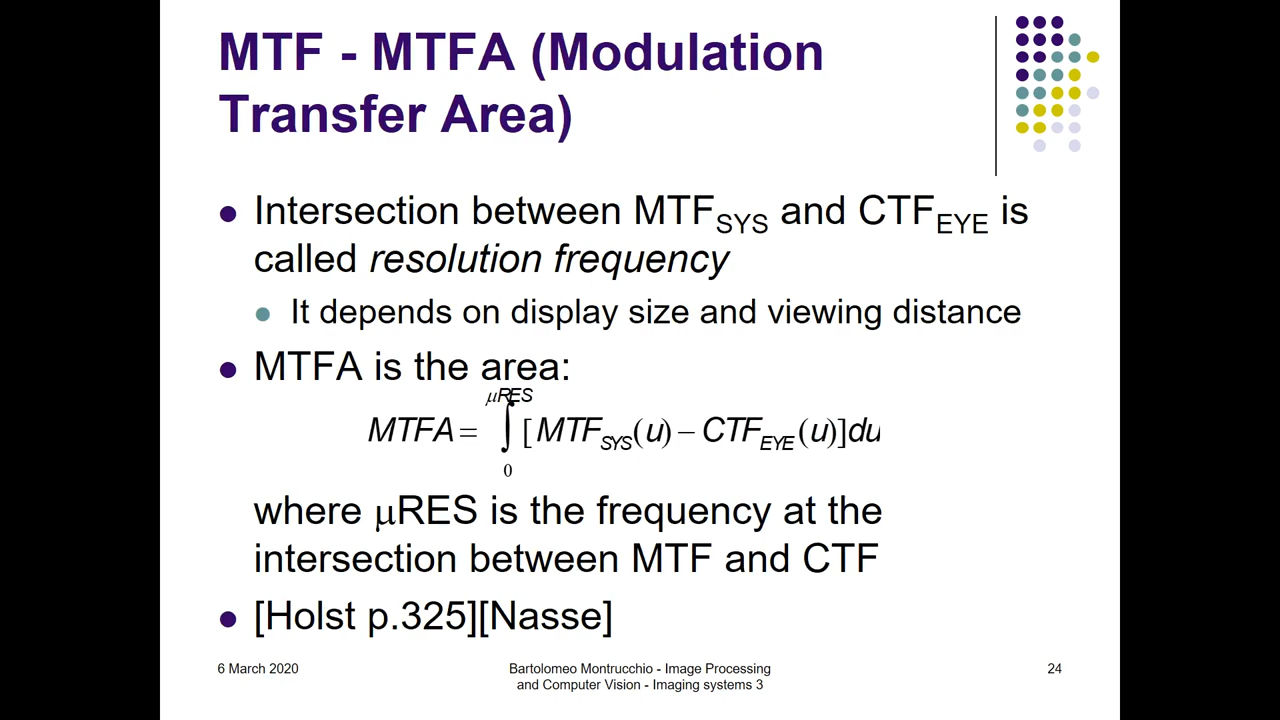 MTF - MTFA (Modulation
Transfer Area)
Intersection between MTFSYS and CTFEYE is
called resolution frequency
It depends on display size and viewing distance
MTFA is the area:
μRES
MTFA = ∫ [MTFSYS(u) − CTFEYE(u)]du
0
where μRES is the frequency at the
intersection between MTF and CTF
[Holst p.325][Nasse]
6 March 2020
Bartolomeo Montrucchio - Image Processing
and Computer Vision - Imaging systems 3
24